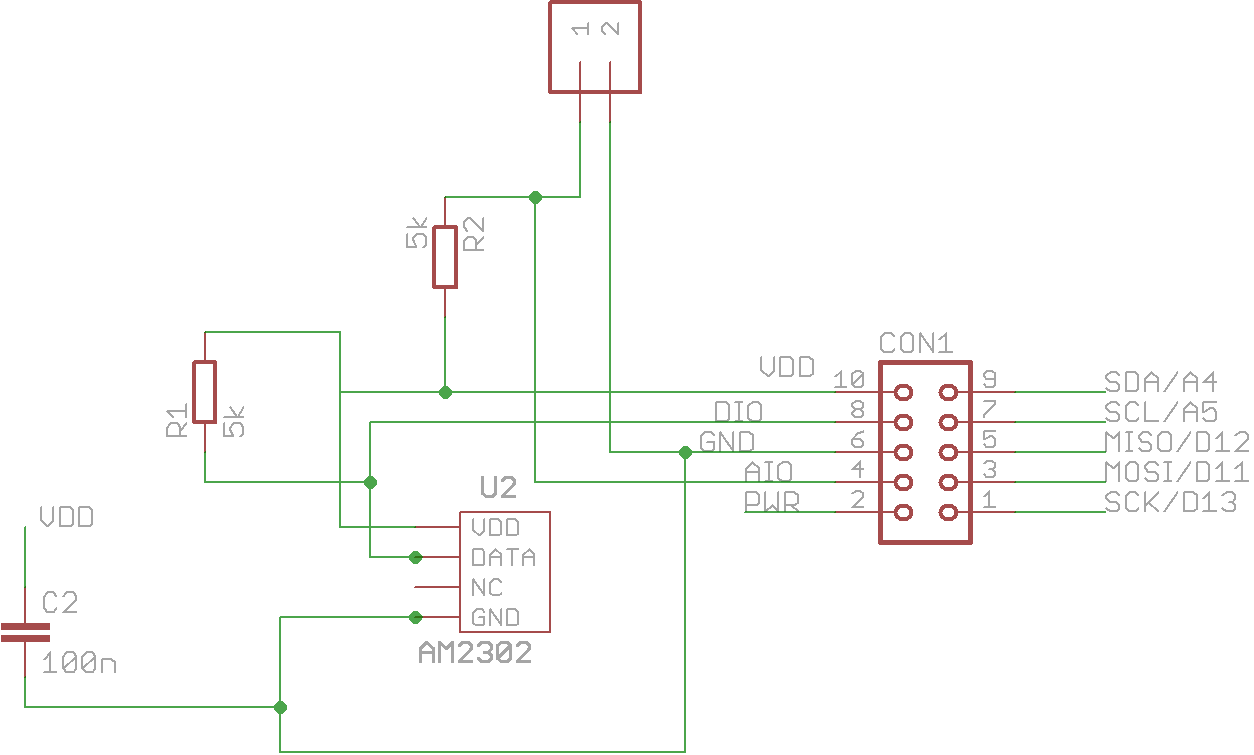 1
2
5k
R2
CON1
VDD
10
9
SDA/A4
DIO
8
7
SCL/A5
R1
5k
GND
6
5
MISO/D12
AIO
4
3
MOSI/D11
PWR
2
1
SCK/D13
U2
VDD
VDD
DATA
NC
GND
AM2302
C2
100n